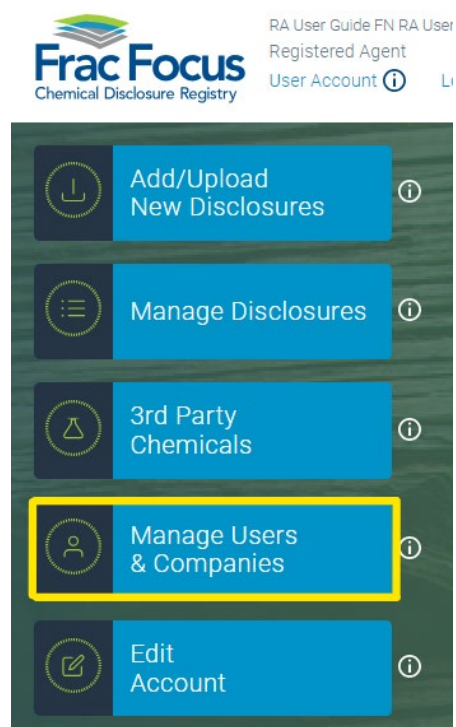 RA User Guide FN RA User
Registered Agent
User Account
Frac Focus
Chemical Disclosure Registry
Add/Upload
New Disclosures
Manage Disclosures
3rd Party
Chemicals
Manage Users
& Companies
Edit
Account